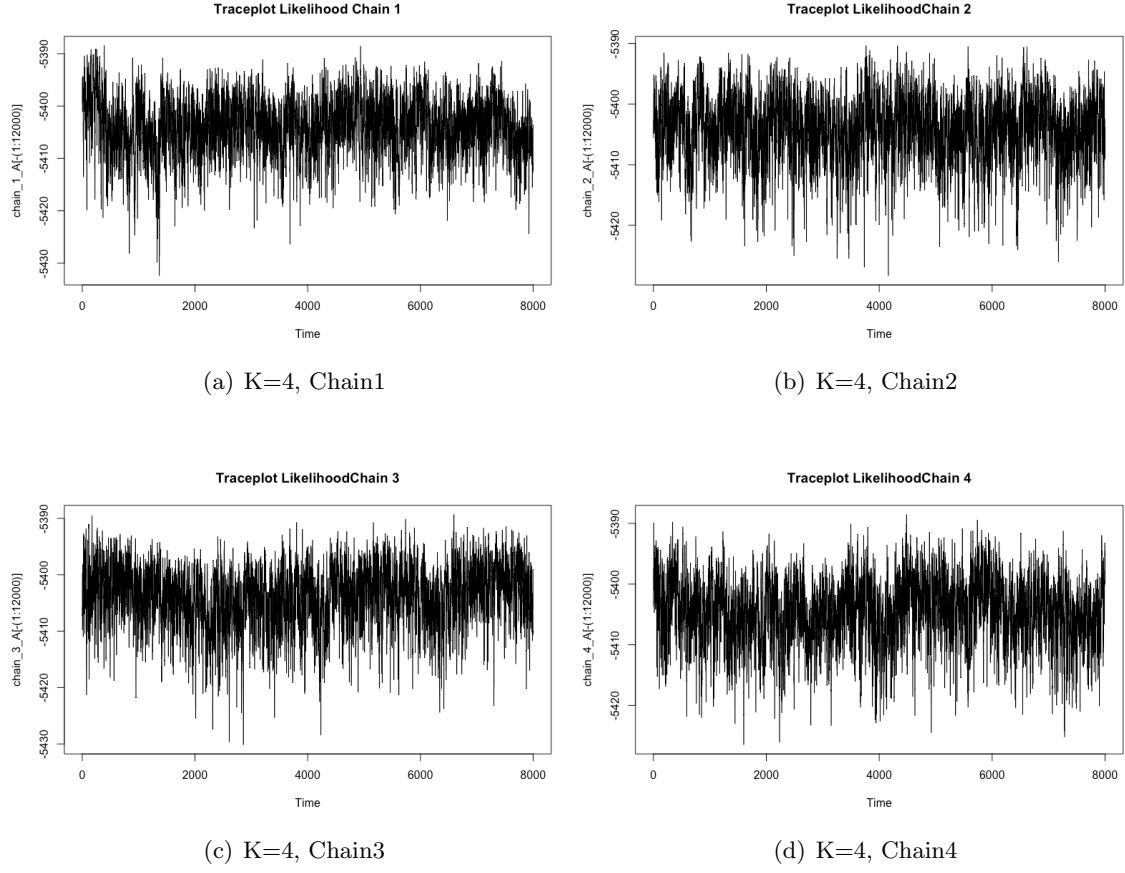 Traceplot Likelihood Chain 1
chain_1_A[-(1:12000)]
-5390
-5400
-5410
-5420
-5430
0 2000 4000 6000 8000
Time
(a) K=4, Chain1
Traceplot LikelihoodChain 2
chain_2_A[-(1:12000)]
-5390
-5400
-5410
-5420
0 2000 4000 6000 8000
Time
(b) K=4, Chain2
Traceplot LikelihoodChain 3
chain_3_A[-(1:12000)]
-5390
-5400
-5410
-5420
-5430
0 2000 4000 6000 8000
Time
(c) K=4, Chain3
Traceplot LikelihoodChain 4
chain_4_A[-(1:12000)]
-5390
-5400
-5410
-5420
0 2000 4000 6000 8000
Time
(d) K=4, Chain4